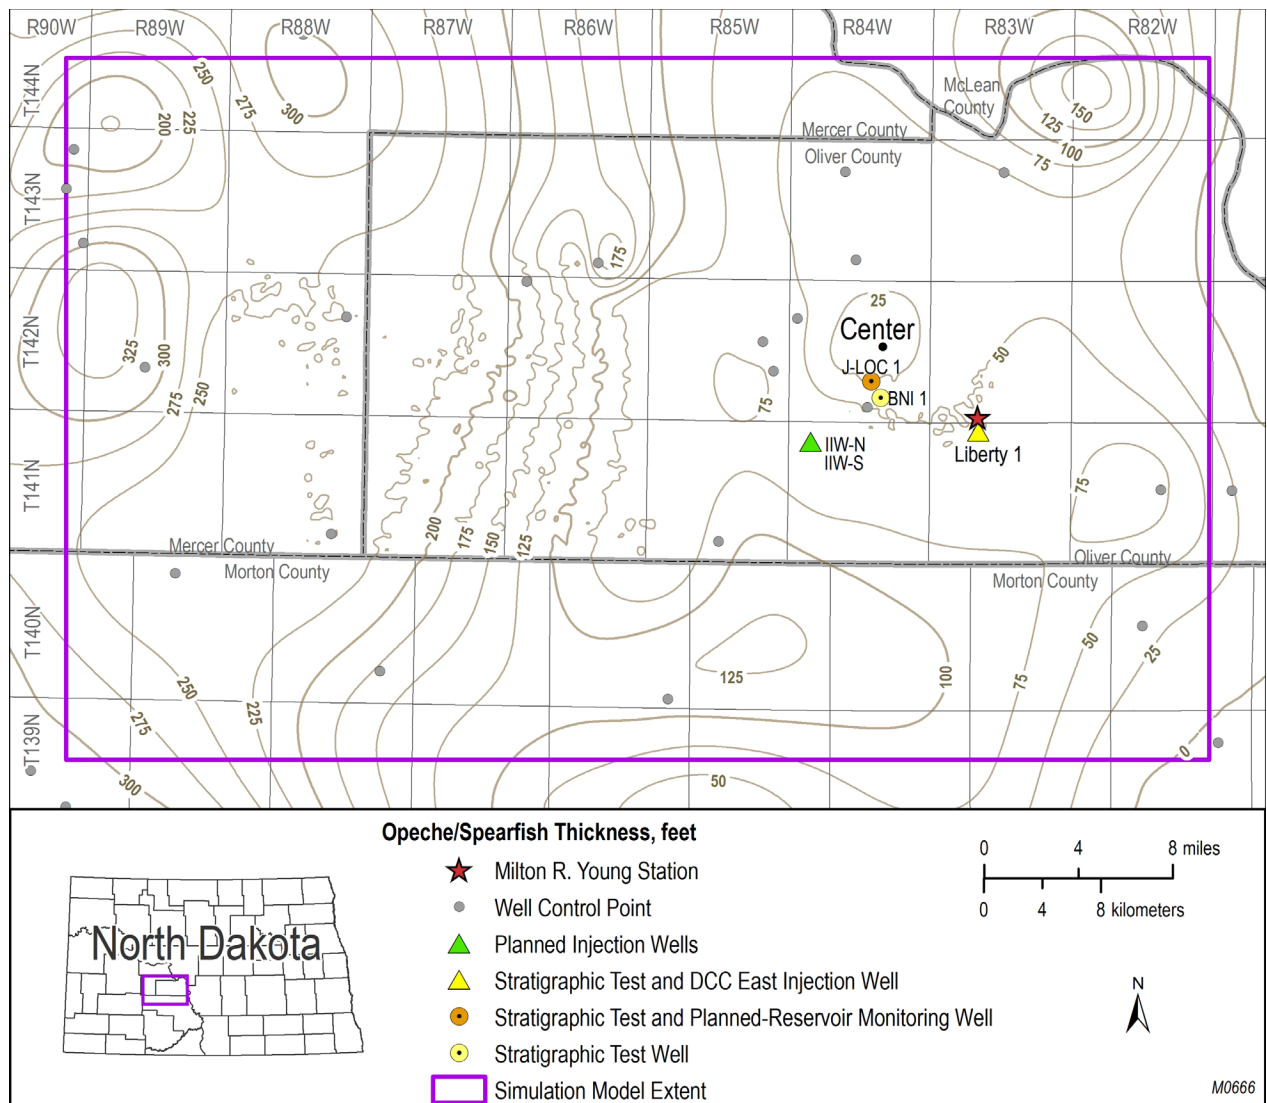 R90W R89W R88W R87W R86W R85W R84W R83W R82W
T144N
T143N
T142N
T141N
T140N
T139N
250
275
300
200
225
McLean
County
150
125
100
75
Mercer County
Oliver County
175
25
Center
J-LOC 1
BNI 1
50
325
300
275
250
75
IIW-N
IIW-S
Liberty 1
75
200
175
150
125
Mercer County
Morton County
Oliver County
Morton County
250
225
275
300
125
100
75
50
25
0
50
Opeche/Spearfish Thickness, feet
Milton R. Young Station
Well Control Point
Planned Injection Wells
Stratigraphic Test and DCC East Injection Well
Stratigraphic Test and Planned-Reservoir Monitoring Well
Stratigraphic Test Well
Simulation Model Extent
North Dakota
0 4 8 miles
0 4 8 kilometers
N
M0666